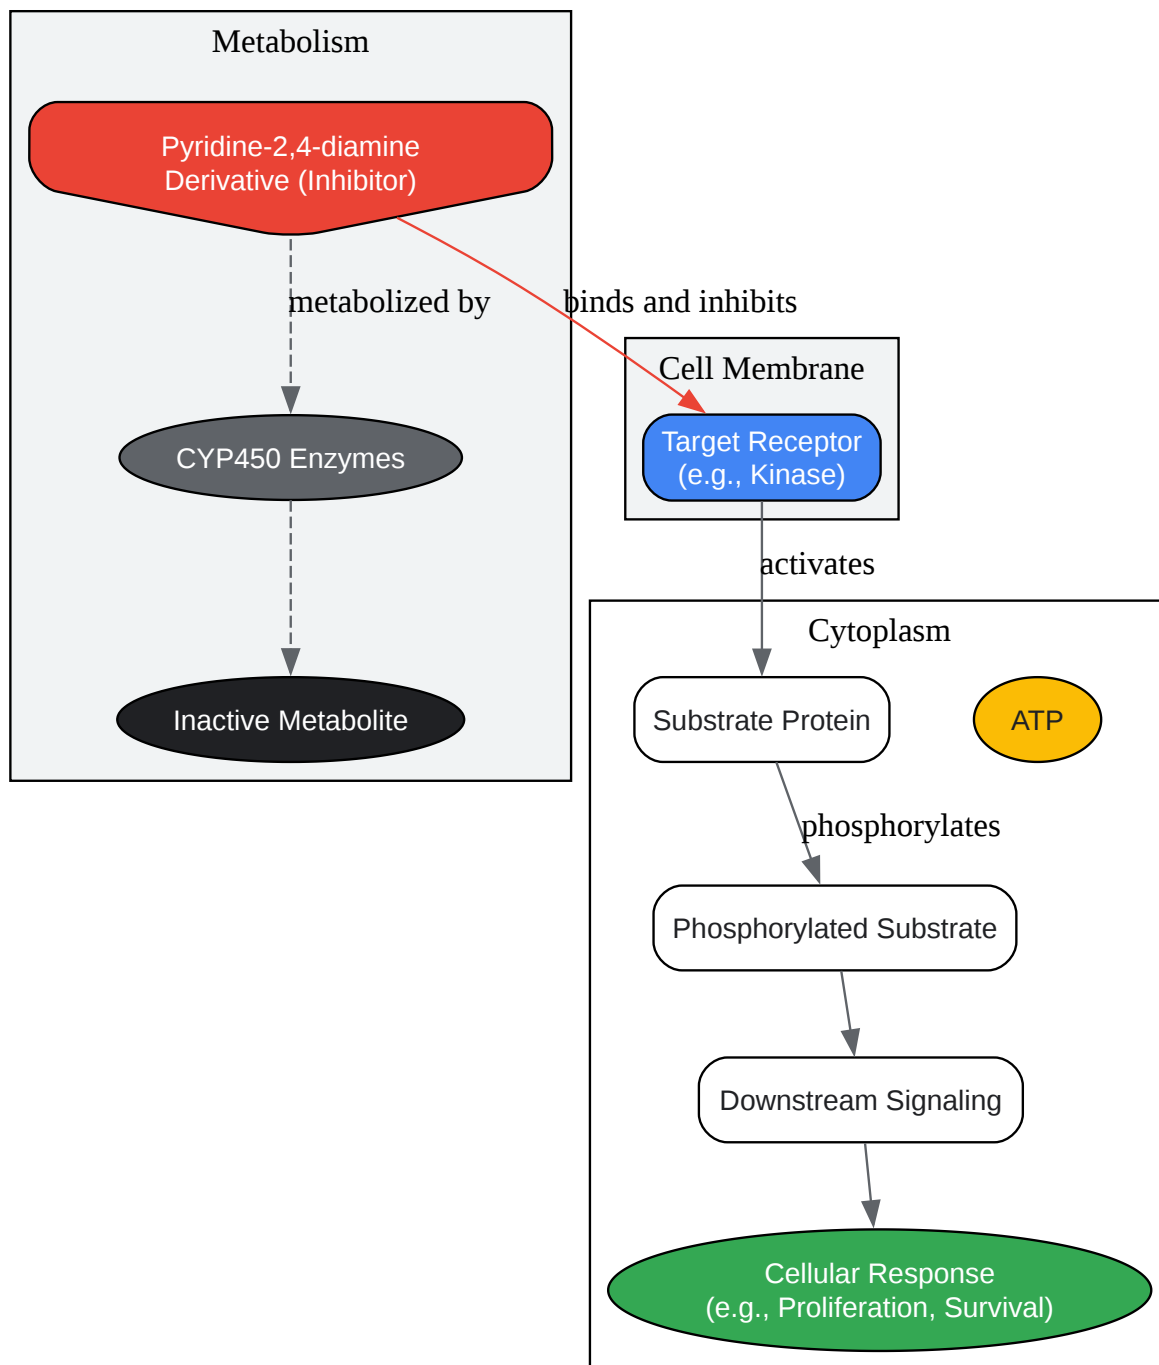 Metabolism
Pyridine-2,4-diamine
Derivative (Inhibitor)
metabolized by
binds and inhibits
Cell Membrane
Target Receptor
(e.g., Kinase)
CYP450 Enzymes
activates
Cytoplasm
Inactive Metabolite
Substrate Protein
ATP
phosphorylates
Phosphorylated Substrate
Downstream Signaling
Cellular Response
(e.g., Proliferation, Survival)